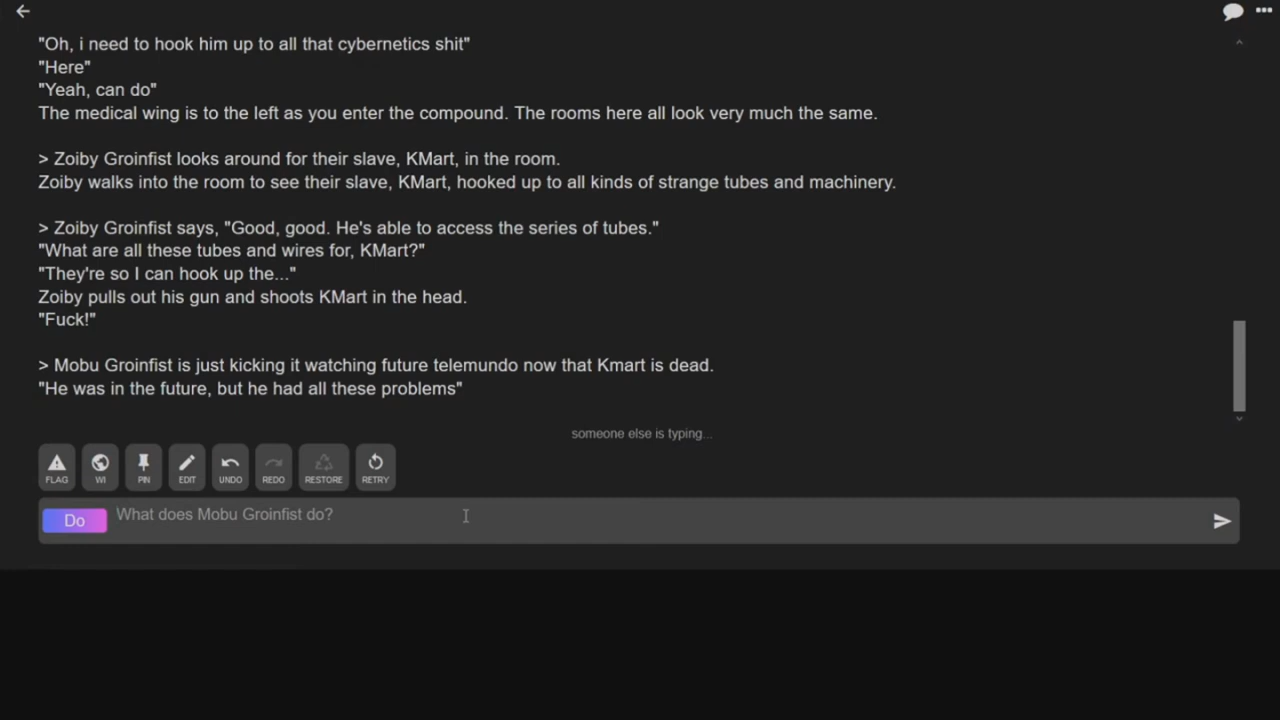 "Oh, i need to hook him up to all that cybernetics shit"
"Here"
"Yeah, can do"
The medical wing is to the left as you enter the compound. The rooms here all look very much the same.
> Zoiby Groinfist looks around for their slave, KMart, in the room.
Zoiby walks into the room to see their slave, KMart, hooked up to all kinds of strange tubes and machinery.
> Zoiby Groinfist says, "Good, good. He's able to access the series of tubes."
"What are all these tubes and wires for, KMart?"
"They're so I can hook up the..."
Zoiby pulls out his gun and shoots KMart in the head.
"Fuck!"
> Mobu Groinfist is just kicking it watching future telemundo now that Kmart is dead.
"He was in the future, but he had all these problems"
someone else is typing...
FLAG WI PIN EDIT UNDO REDO RESTORE RETRY
Do What does Mobu Groinfist do?